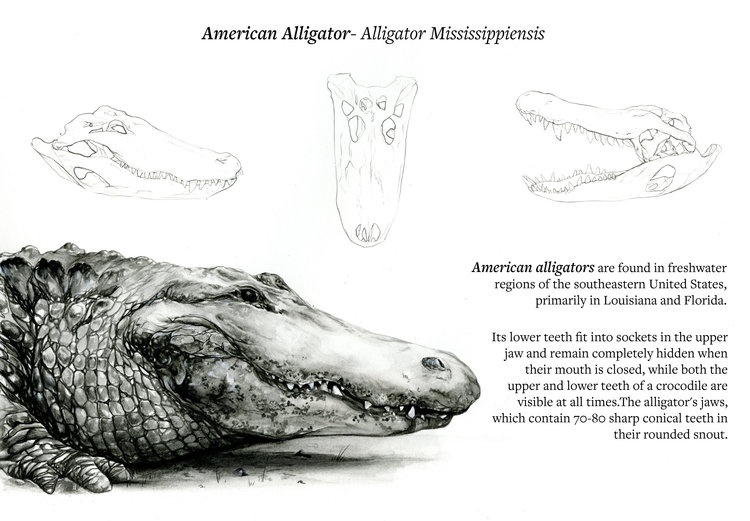 American Alligator- Alligator Mississippiensis
American alligators are found in freshwater
regions of the southeastern United States,
primarily in Louisiana and Florida.
Its lower teeth fit into sockets in the upper
jaw and remain completely hidden when
their mouth is closed, while both the
upper and lower teeth of a crocodile are
visible at all times.The alligator's jaws,
which contain 70-80 sharp conical teeth in
their rounded snout.